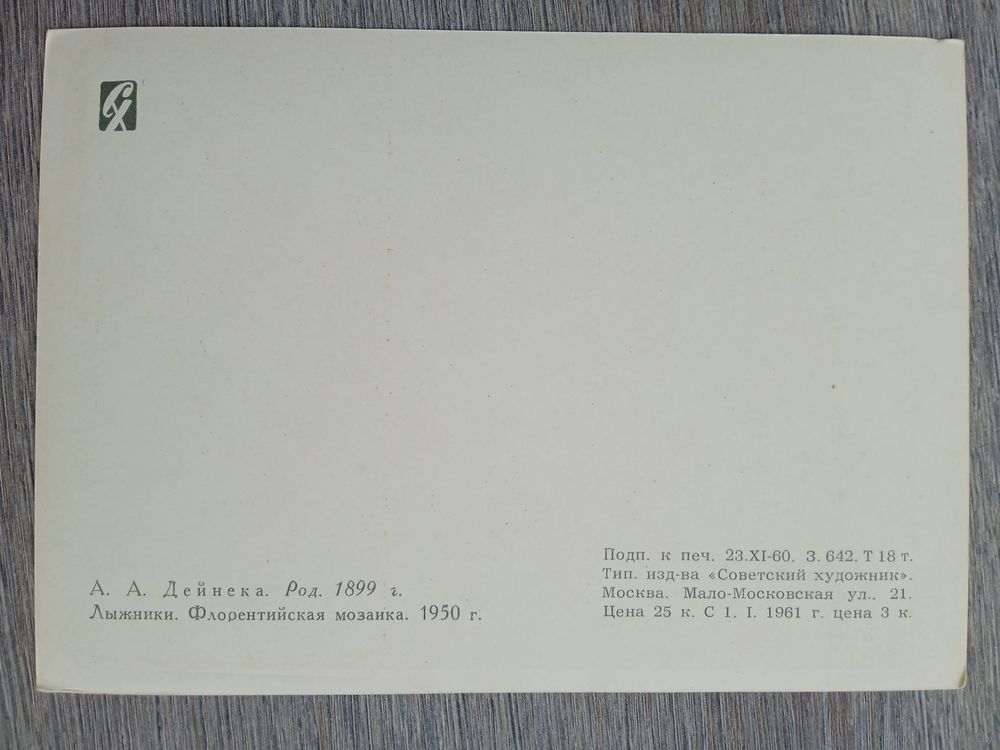 СХ
А. А. Дейнека. Род. 1899 г.
Лыжники. Флорентийская мозаика. 1950 г.
Подп. к печ. 23.XI-60. З. 642. Т 18 т.
Тип. изд-ва «Советский художник».
Москва. Мало-Московская ул.. 21.
Цена 25 к. С 1. I. 1961 г. цена 3 к.